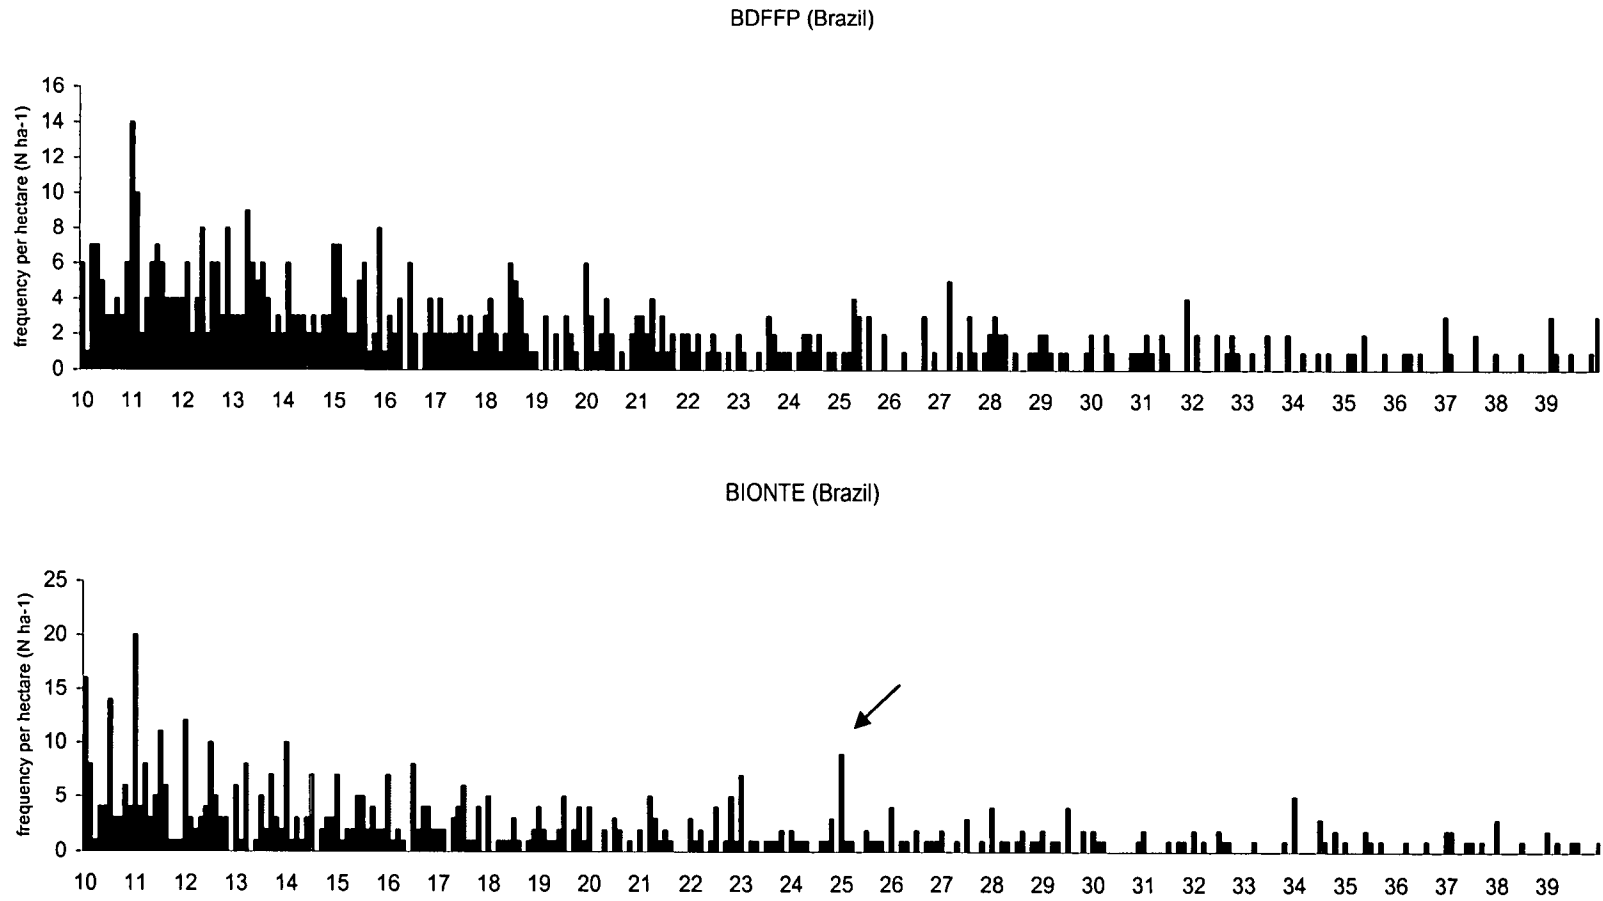 BDFFP (Brazil)
frequency per hectare (N ha-1)
16
14
12
10
8
6
4
2
0
10 11 12 13 14 15 16 17 18 19 20 21 22 23 24 25 26 27 28 29 30 31 32 33 34 35 36 37 38 39
BIONTE (Brazil)
frequency per hectare (N ha-1)
25
20
15
10
5
0
10 11 12 13 14 15 16 17 18 19 20 21 22 23 24 25 26 27 28 29 30 31 32 33 34 35 36 37 38 39